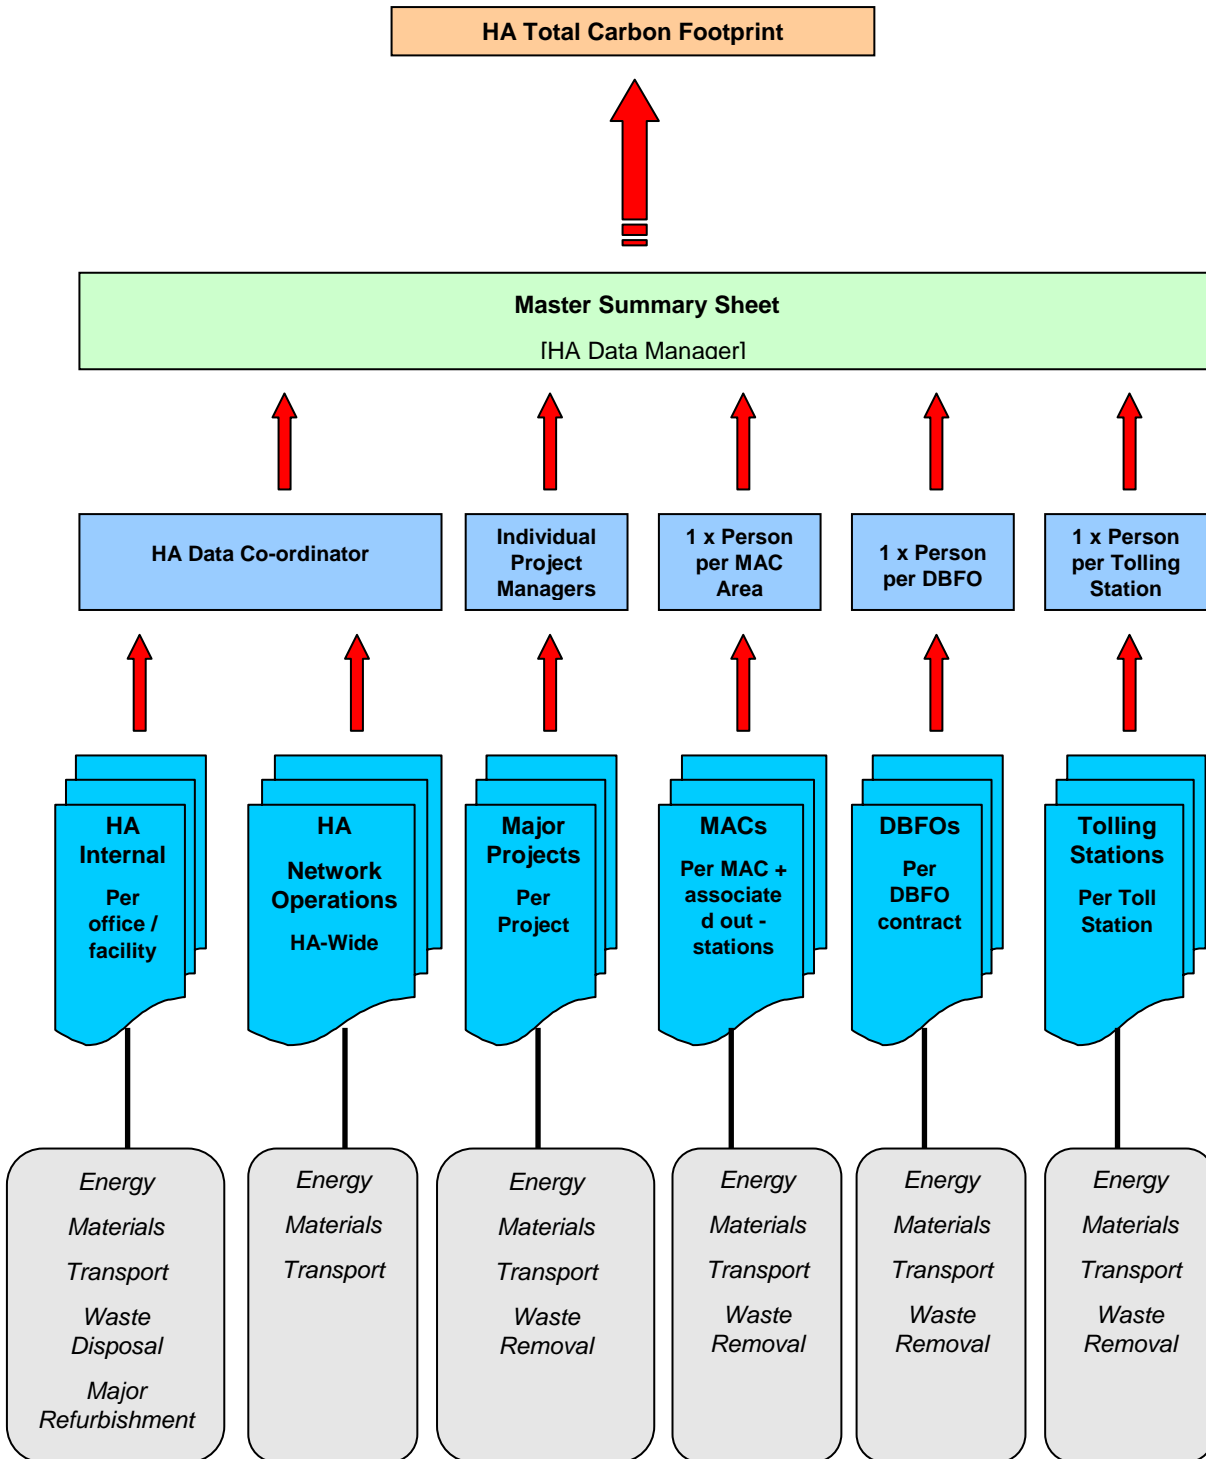 HA Total Carbon Footprint
Master Summary Sheet
[HA Data Manager]
HA Data Co-ordinator
Individual
Project
Managers
1 x Person
per MAC
Area
1 x Person
per DBFO
1 x Person
per Tolling
Station
HA
Internal
Per
office /
facility
HA
Network
Operations
HA-Wide
Major
Projects
Per
Project
MACs
Per MAC +
associate
d out -
stations
DBFOs
Per
DBFO
contract
Tolling
Stations
Per Toll
Station
Energy
Materials
Transport
Waste
Disposal
Major
Refurbishment
Energy
Materials
Transport
Energy
Materials
Transport
Waste
Removal
Energy
Materials
Transport
Waste
Removal
Energy
Materials
Transport
Waste
Removal
Energy
Materials
Transport
Waste
Removal